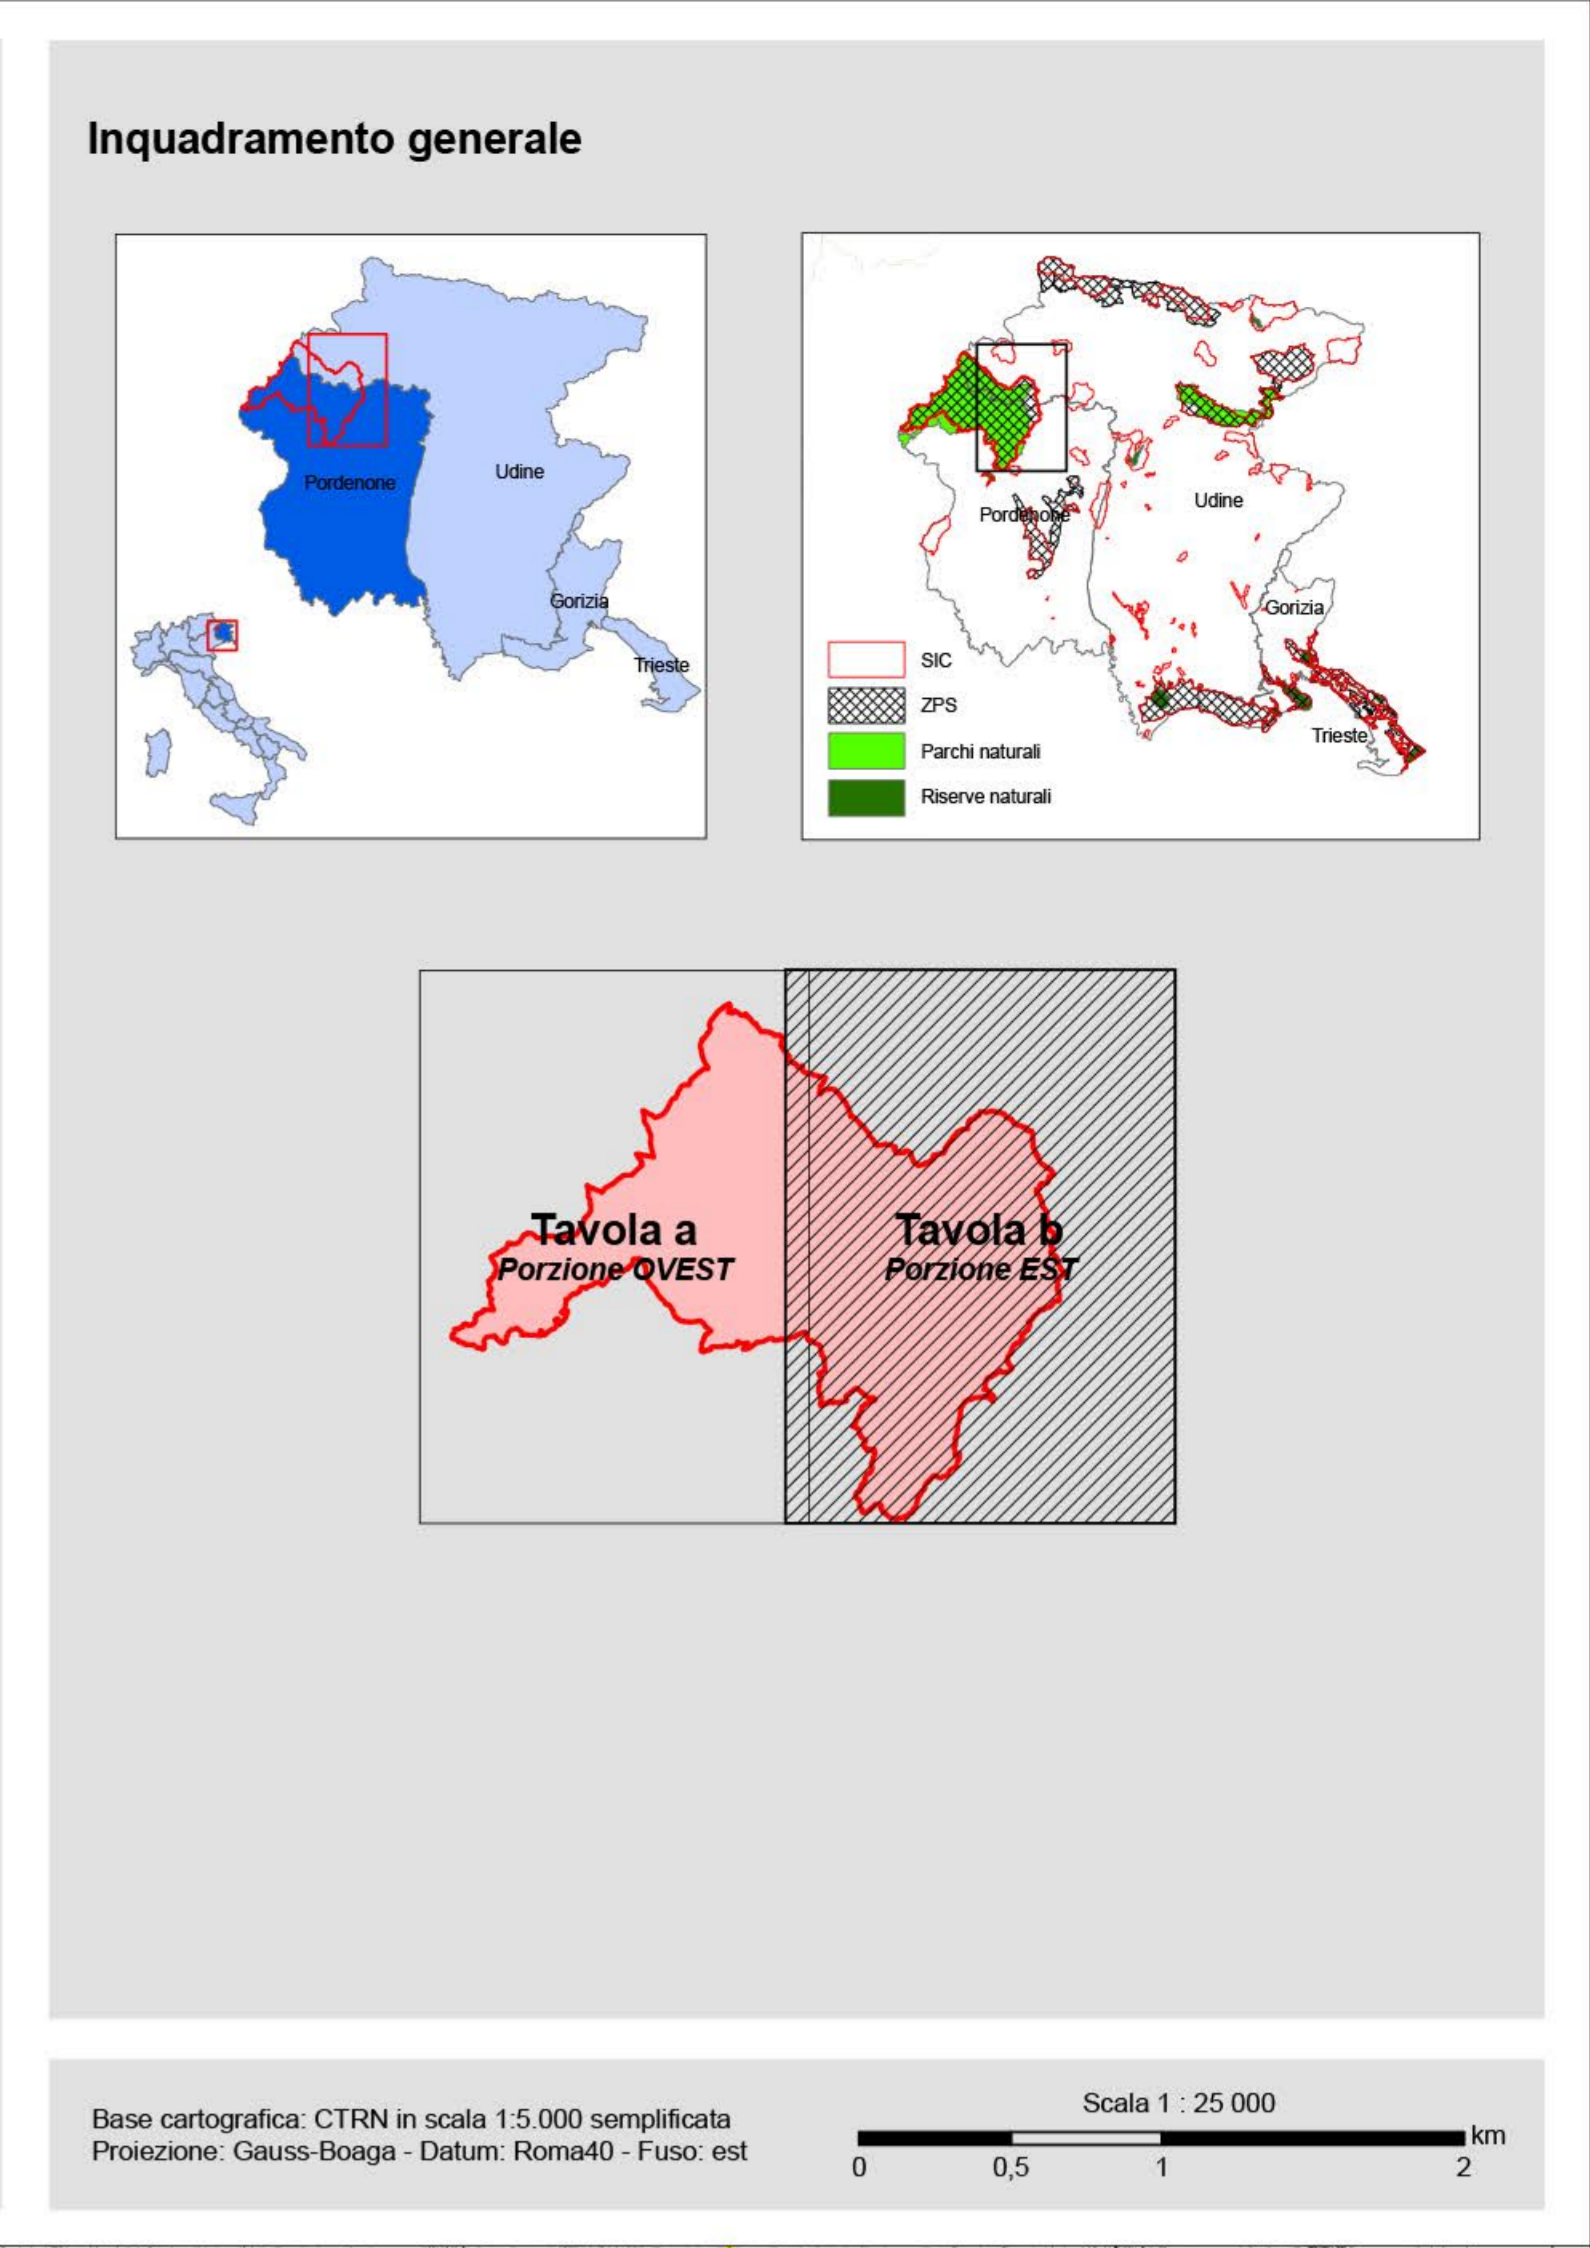 Inquadramento generale
Pordenone
Udine
Gorizia
Trieste
Pordenone
Udine
Gorizia
Trieste
SIC
ZPS
Parchi naturali
Riserve naturali
Tavola a
Porzione OVEST
Tavola b
Porzione EST
Base cartografica: CTRN in scala 1:5.000 semplificata
Proiezione: Gauss-Boaga - Datum: Roma40 - Fuso: est
Scala 1 : 25 000
km
0 0,5 1 2